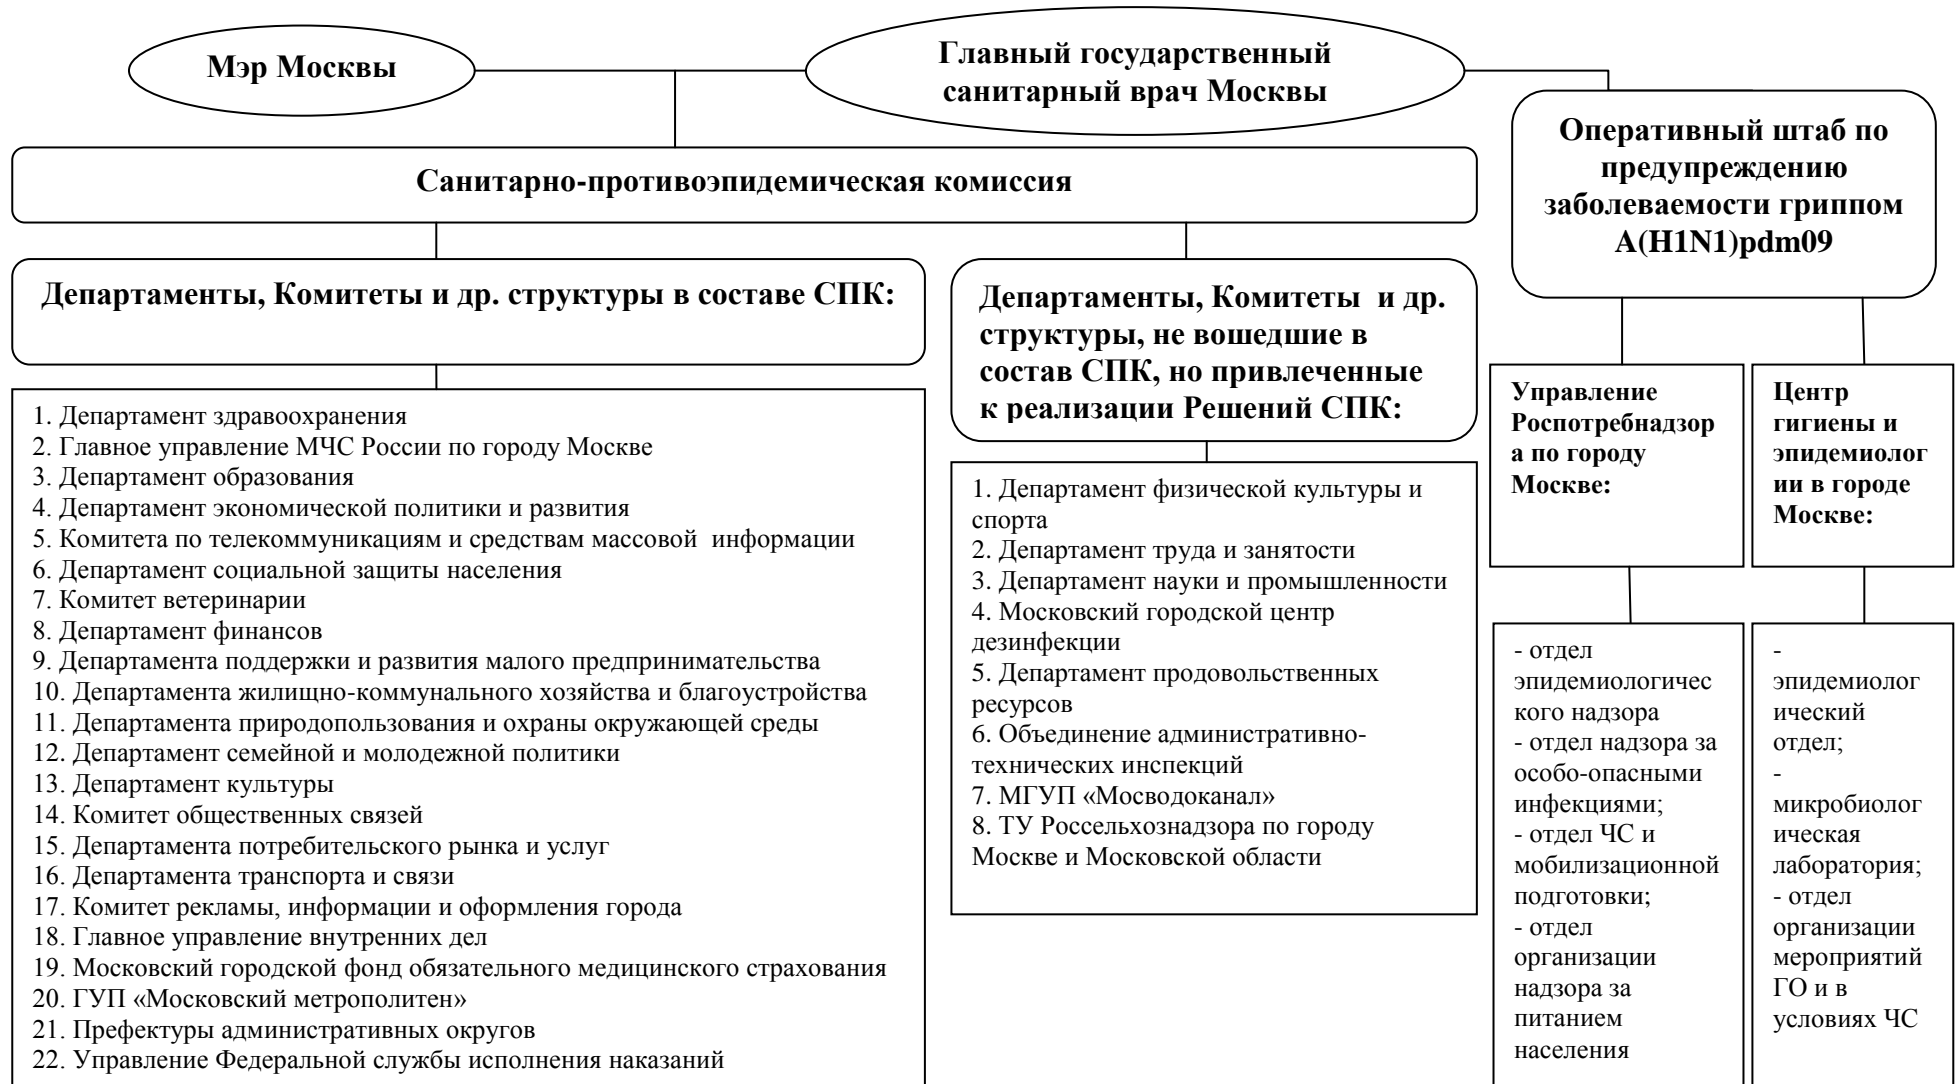 Мэр Москвы
Главный государственный
санитарный врач Москвы
Оперативный штаб по
предупреждению
заболеваемости гриппом
A(H1N1)pdm09
Санитарно-противоэпидемическая комиссия
Департаменты, Комитеты и др. структуры в составе СПК:
1. Департамент здравоохранения
2. Главное управление МЧС России по городу Москве
3. Департамент образования
4. Департамент экономической политики и развития
5. Комитета по телекоммуникациям и средствам массовой  информации
6. Департамент социальной защиты населения
7. Комитет ветеринарии
8. Департамент финансов
9. Департамента поддержки и развития малого предпринимательства
10. Департамента жилищно-коммунального хозяйства и благоустройства
11. Департамента природопользования и охраны окружающей среды
12. Департамент семейной и молодежной политики
13. Департамент культуры
14. Комитет общественных связей
15. Департамента потребительского рынка и услуг
16. Департамента транспорта и связи
17. Комитет рекламы, информации и оформления города
18. Главное управление внутренних дел
19. Московский городской фонд обязательного медицинского страхования
20. ГУП «Московский метрополитен»
21. Префектуры административных округов
22. Управление Федеральной службы исполнения наказаний
Департаменты, Комитеты  и др.
структуры, не вошедшие в
состав СПК, но привлеченные
к реализации Решений СПК:
1. Департамент физической культуры и
спорта
2. Департамент труда и занятости
3. Департамент науки и промышленности
4. Московский городской центр
дезинфекции
5. Департамент продовольственных
ресурсов
6. Объединение административно-
технических инспекций
7. МГУП «Мосводоканал»
8. ТУ Россельхознадзора по городу
Москве и Московской области
Управление
Роспотребнадзор
а по городу
Москве:
- отдел
эпидемиологичес
кого надзора
- отдел надзора за
особо-опасными
инфекциями;
- отдел ЧС и
мобилизационной
подготовки;
- отдел
организации
надзора за
питанием
населения
Центр
гигиены и
эпидемиолог
ии в городе
Москве:
-
эпидемиолог
ический
отдел;
-
микробиолог
ическая
лаборатория;
- отдел
организации
мероприятий
ГО и в
условиях ЧС